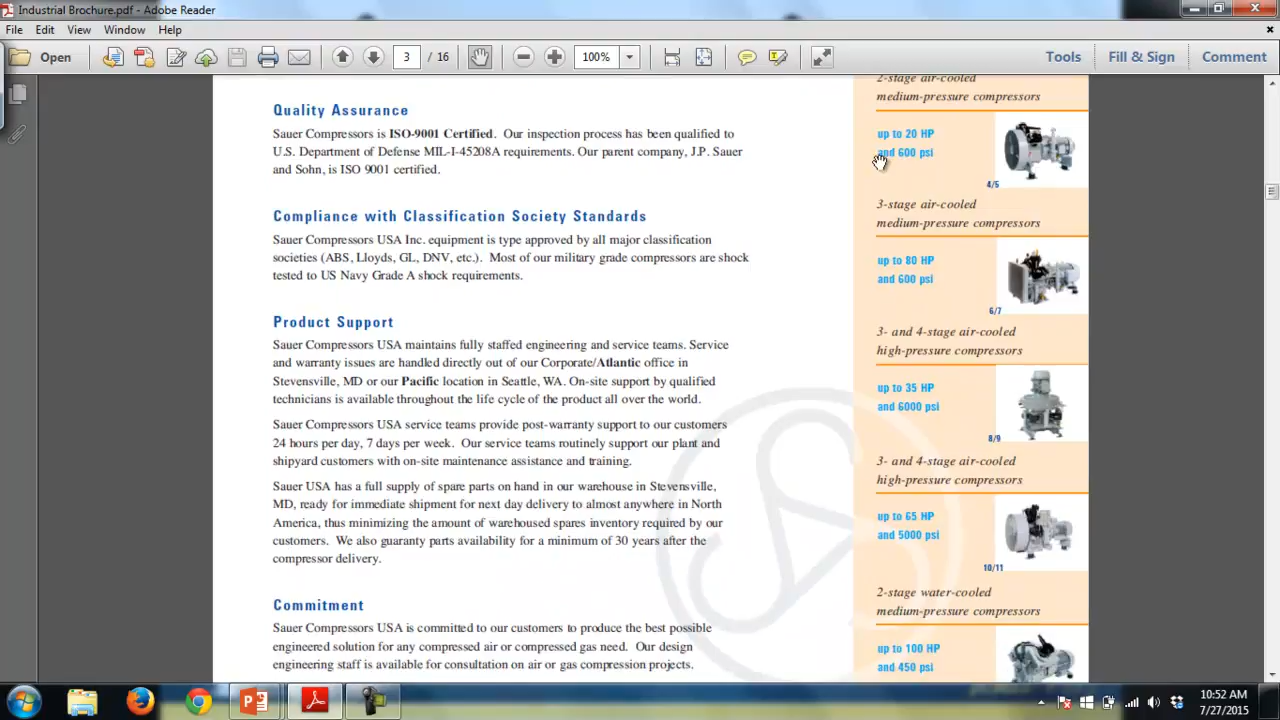 Industrial Brochure.pdf - Adobe Reader
File Edit View Window Help
Open 3 / 16 100% Tools Fill & Sign Comment
Quality Assurance
Sauer Compressors is ISO-9001 Certified. Our inspection process has been qualified to
U.S. Department of Defense MIL-I-45208A requirements. Our parent company, J.P. Sauer
and Sohn, is ISO 9001 certified.
Compliance with Classification Society Standards
Sauer Compressors USA Inc. equipment is type approved by all major classification
societies (ABS, Lloyds, GL, DNV, etc.). Most of our military grade compressors are shock
tested to US Navy Grade A shock requirements.
Product Support
Sauer Compressors USA maintains fully staffed engineering and service teams. Service
and warranty issues are handled directly out of our Corporate/Atlantic office in
Stevensville, MD or our Pacific location in Seattle, WA. On-site support by qualified
technicians is available throughout the life cycle of the product all over the world.
Sauer Compressors USA service teams provide post-warranty support to our customers
24 hours per day, 7 days per week. Our service teams routinely support our plant and
shipyard customers with on-site maintenance assistance and training.
Sauer USA has a full supply of spare parts on hand in our warehouse in Stevensville,
MD, ready for immediate shipment for next day delivery to almost anywhere in North
America, thus minimizing the amount of warehoused spares inventory required by our
customers. We also guaranty parts availability for a minimum of 30 years after the
compressor delivery.
Commitment
Sauer Compressors USA is committed to our customers to produce the best possible
engineered solution for any compressed air or compressed gas need. Our design
engineering staff is available for consultation on air or gas compression projects.
2-stage air-cooled
medium-pressure compressors
up to 20 HP
and 600 psi
4/5
3-stage air-cooled
medium-pressure compressors
up to 80 HP
and 600 psi
6/7
3- and 4-stage air-cooled
high-pressure compressors
up to 35 HP
and 6000 psi
8/9
3- and 4-stage air-cooled
high-pressure compressors
up to 65 HP
and 5000 psi
10/11
2-stage water-cooled
medium-pressure compressors
up to 100 HP
and 450 psi
10:52 AM
7/27/2015